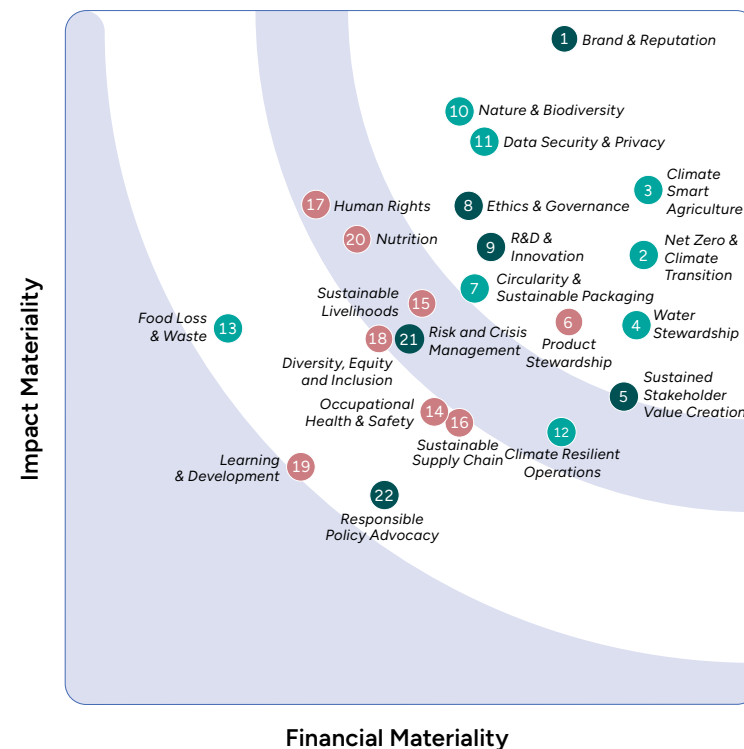 1 Brand & Reputation
10 Nature & Biodiversity
11 Data Security & Privacy
3 Climate
Smart
Agriculture
17 Human Rights
8 Ethics & Governance
20 Nutrition
9 R&D &
Innovation
2 Net Zero &
Climate
Transition
7 Circularity &
Sustainable Packaging
Sustainable
Livelihoods 15
Food Loss
& Waste 13
6
Product
Stewardship
4 Water
Stewardship
18
Diversity, Equity
and Inclusion
21 Risk and Crisis
Management
5 Sustained
Stakeholder
Value Creation
Occupational
Health & Safety 14
16
Sustainable
Supply Chain
12
Climate Resilient
Operations
Learning
& Development 19
22
Responsible
Policy Advocacy
Impact Materiality
Financial Materiality